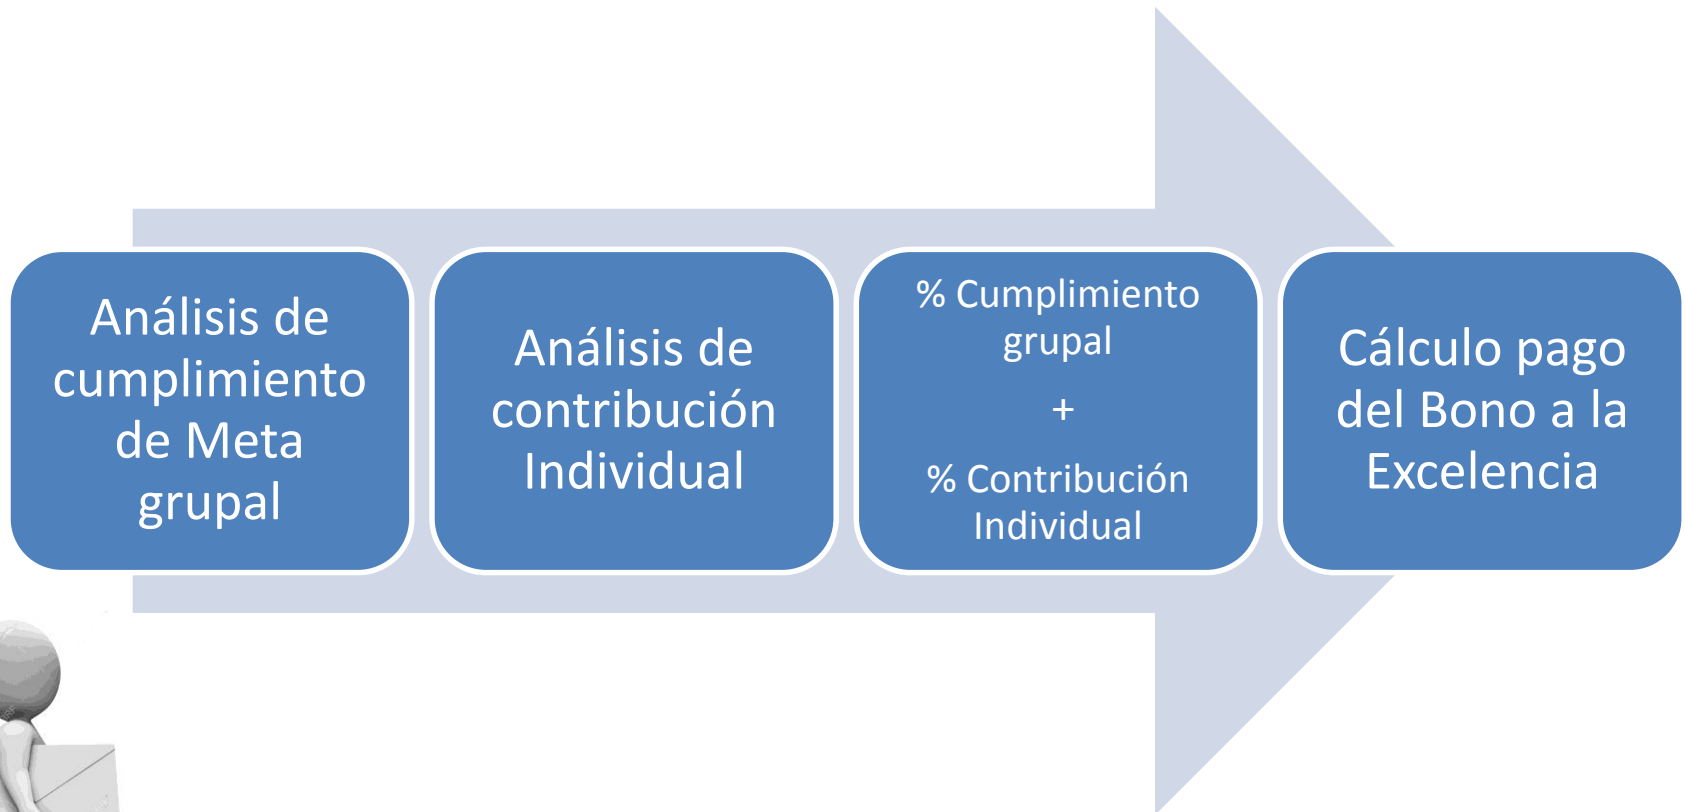 Análisis de
cumplimiento
de Meta
grupal
Análisis de
contribución
Individual
% Cumplimiento
grupal
+
% Contribución
Individual
Cálculo pago
del Bono a la
Excelencia